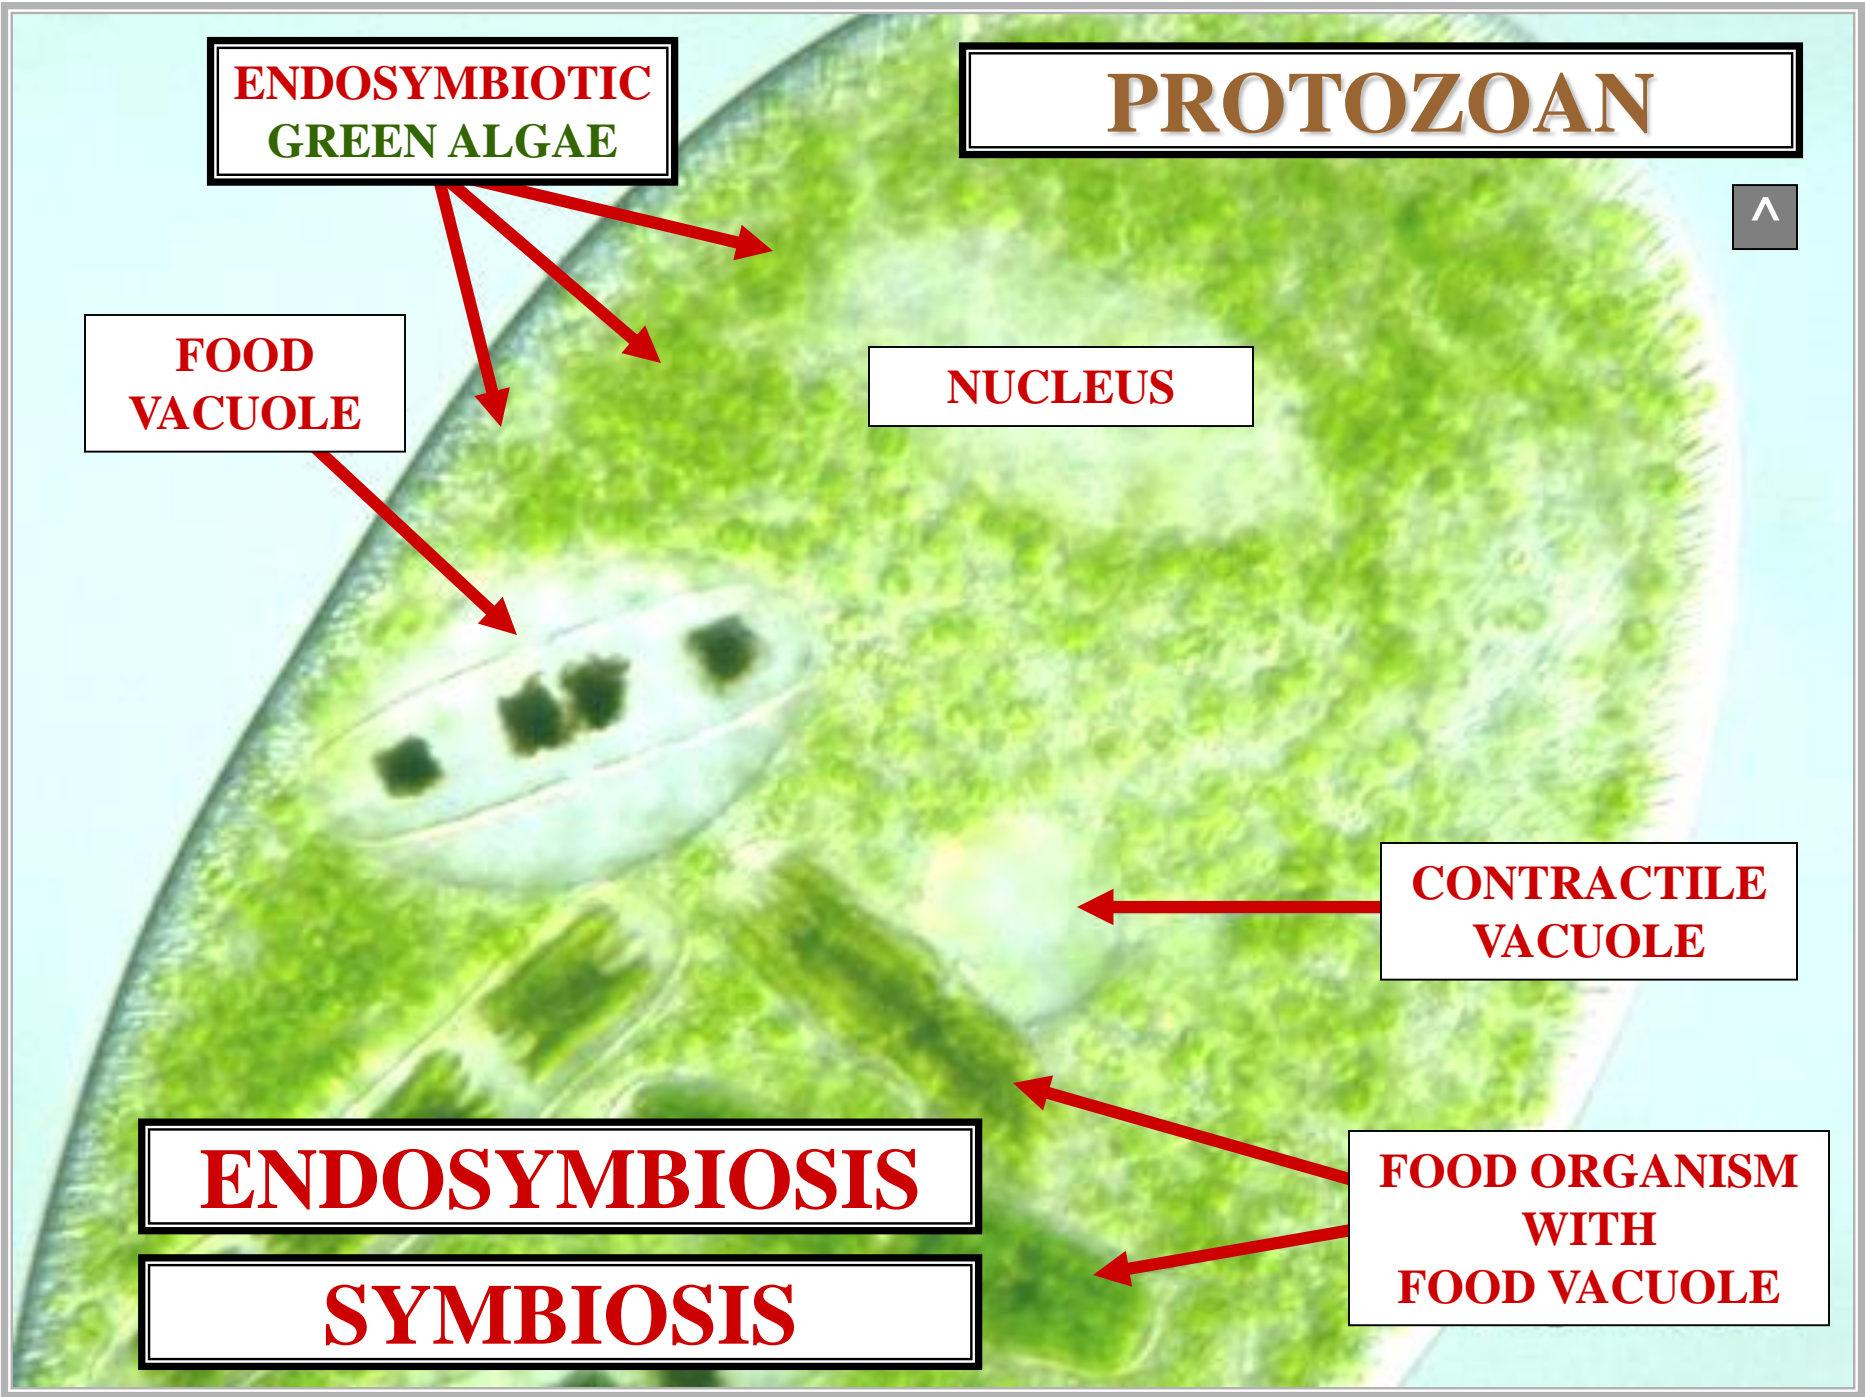 ENDOSYMBIOTIC
GREEN ALGAE
PROTOZOAN
^
FOOD
VACUOLE
NUCLEUS
CONTRACTILE
VACUOLE
FOOD ORGANISM
WITH
FOOD VACUOLE
ENDOSYMBIOSIS
SYMBIOSIS